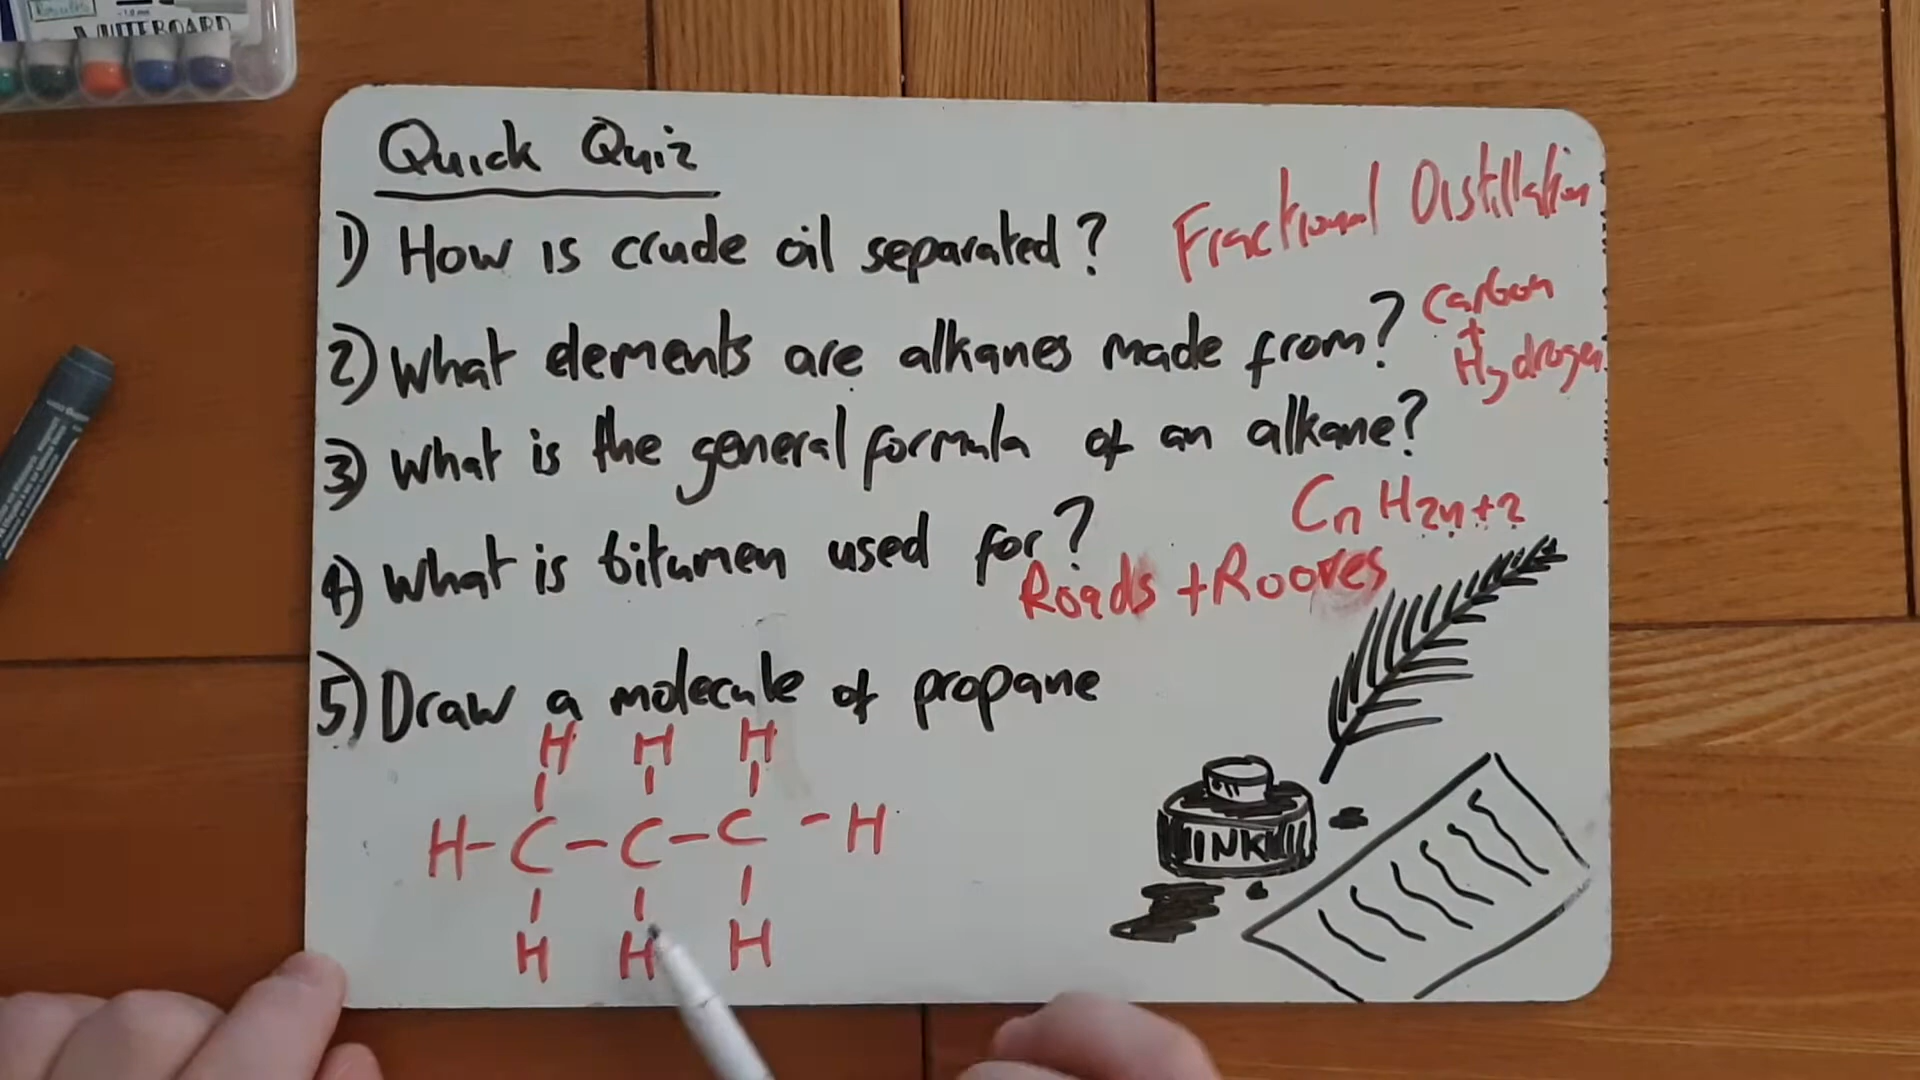 WHITEBOARD
Quick Quiz
1) How is crude oil separated? Fractional Distillation
2) What elements are alkanes made from? Carbon
+
Hydrogen
3) What is the general formula of an alkane?
CnH2n+2
4) What is bitumen used for?
Roads + Rooves
5) Draw a molecule of propane
H H H
H-C-C-C-H
H H H
INK